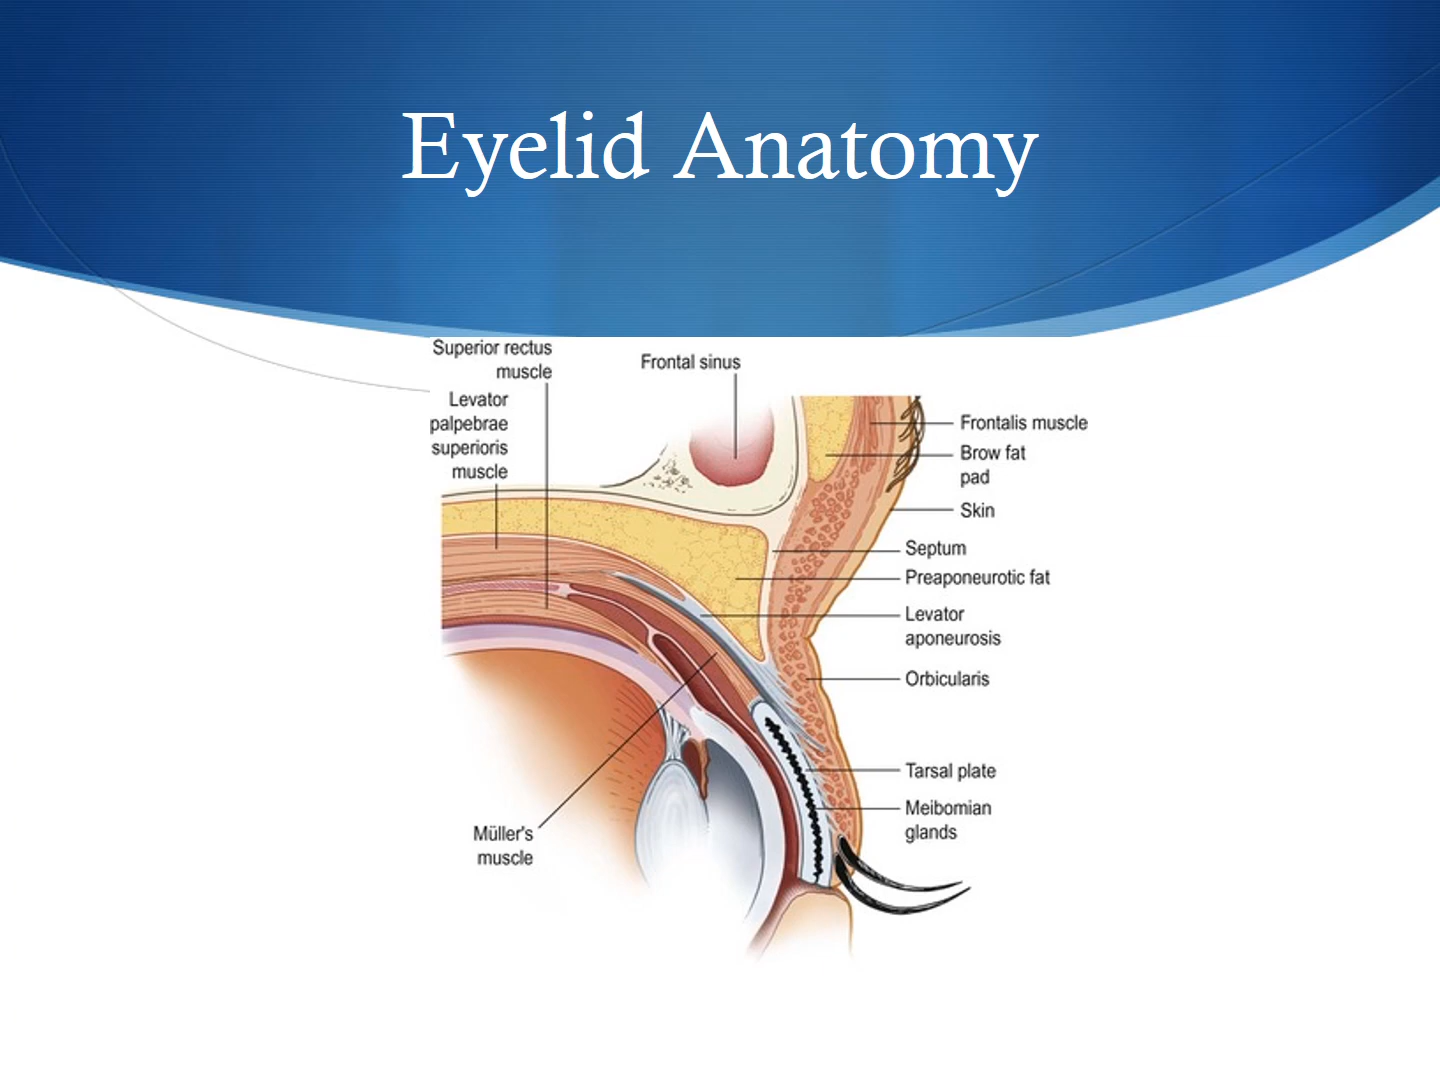 Eyelid Anatomy
Superior rectus
muscle
Frontal sinus
Levator
palpebrae
superioris
muscle
Frontalis muscle
Brow fat
pad
Skin
Septum
Preaponeurotic fat
Levator
aponeurosis
Orbicularis
Tarsal plate
Meibomian
glands
Müller's
muscle